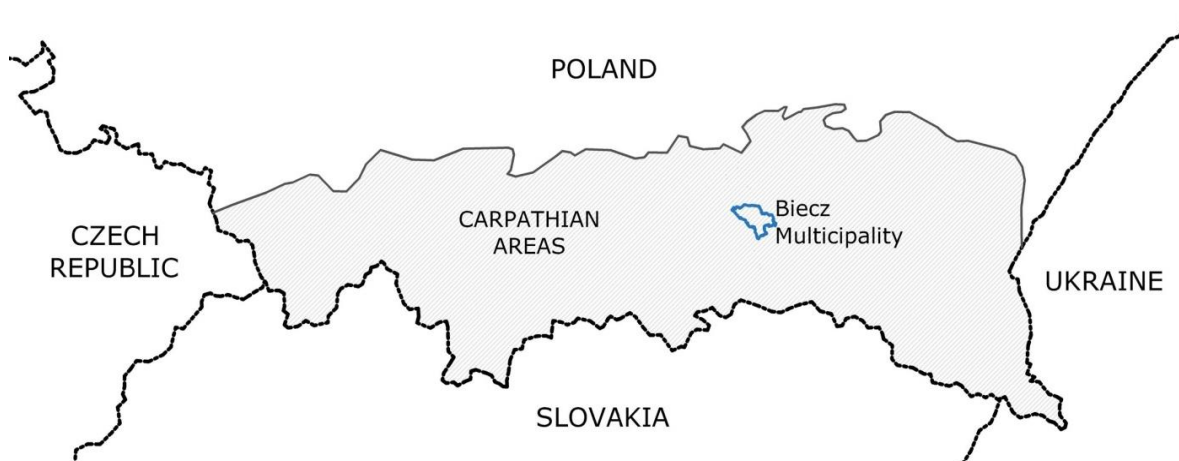 POLAND
CARPATHIAN
AREAS
Biecz
Multicipality
CZECH
REPUBLIC
UKRAINE
SLOVAKIA